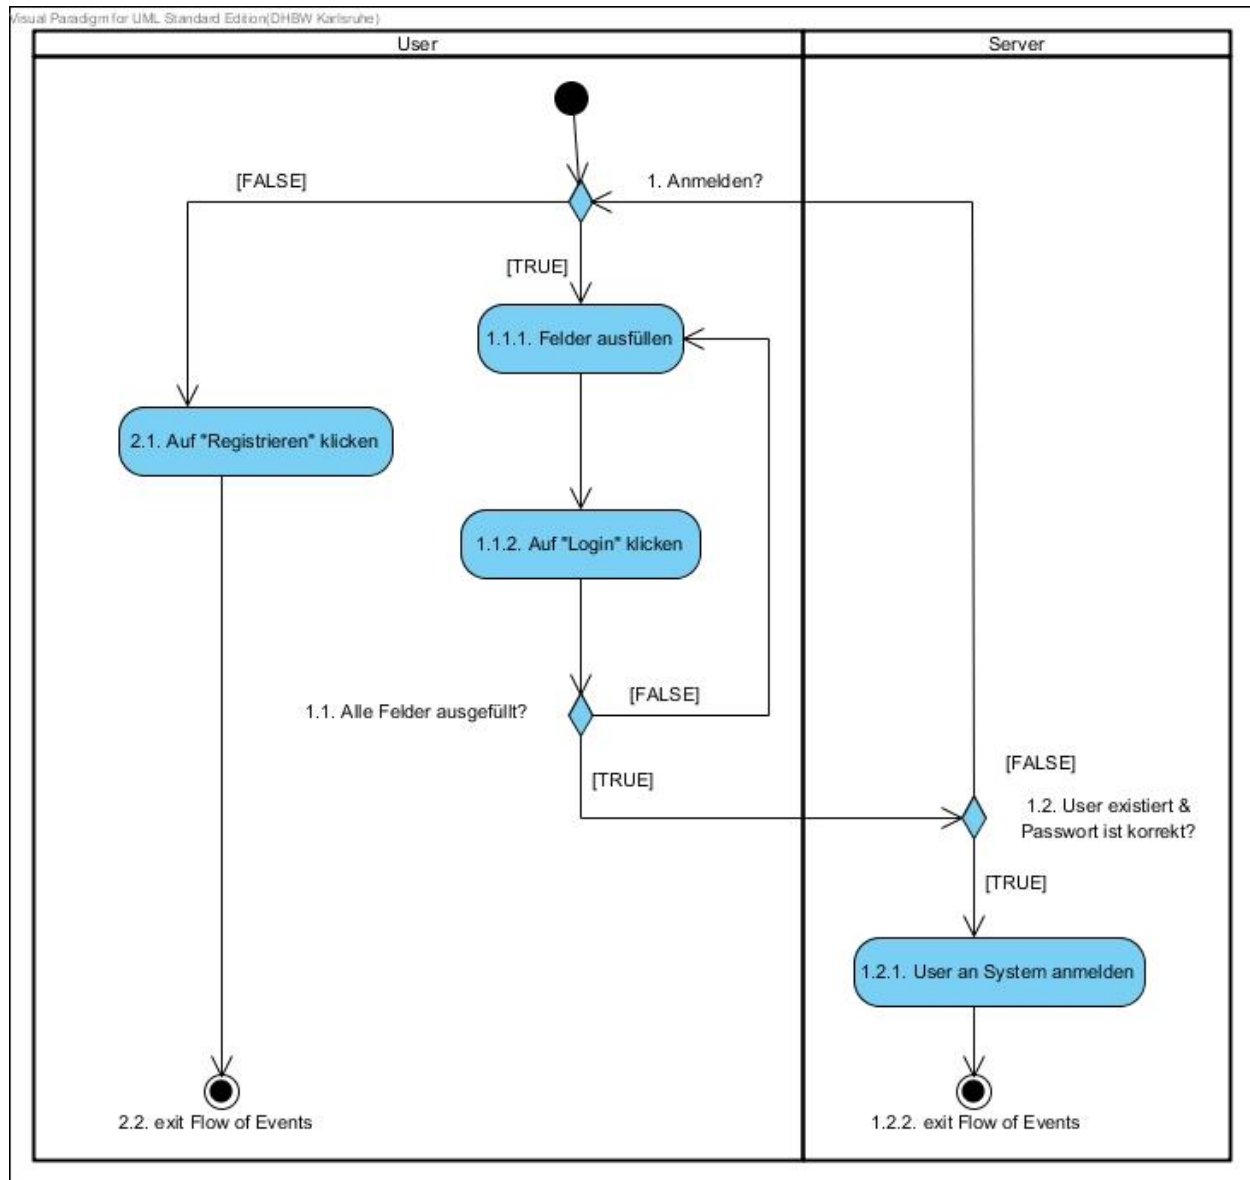 Visual Paradigm for UML Standard Edition(DHBW Karlsruhe)
User
Server
[FALSE]
1. Anmelden?
[TRUE]
1.1.1. Felder ausfüllen
2.1. Auf "Registrieren" klicken
1.1.2. Auf "Login" klicken
[FALSE]
1.1. Alle Felder ausgefüllt?
[TRUE]
[FALSE]
1.2. User existiert &
Passwort ist korrekt?
[TRUE]
1.2.1. User an System anmelden
2.2. exit Flow of Events
1.2.2. exit Flow of Events